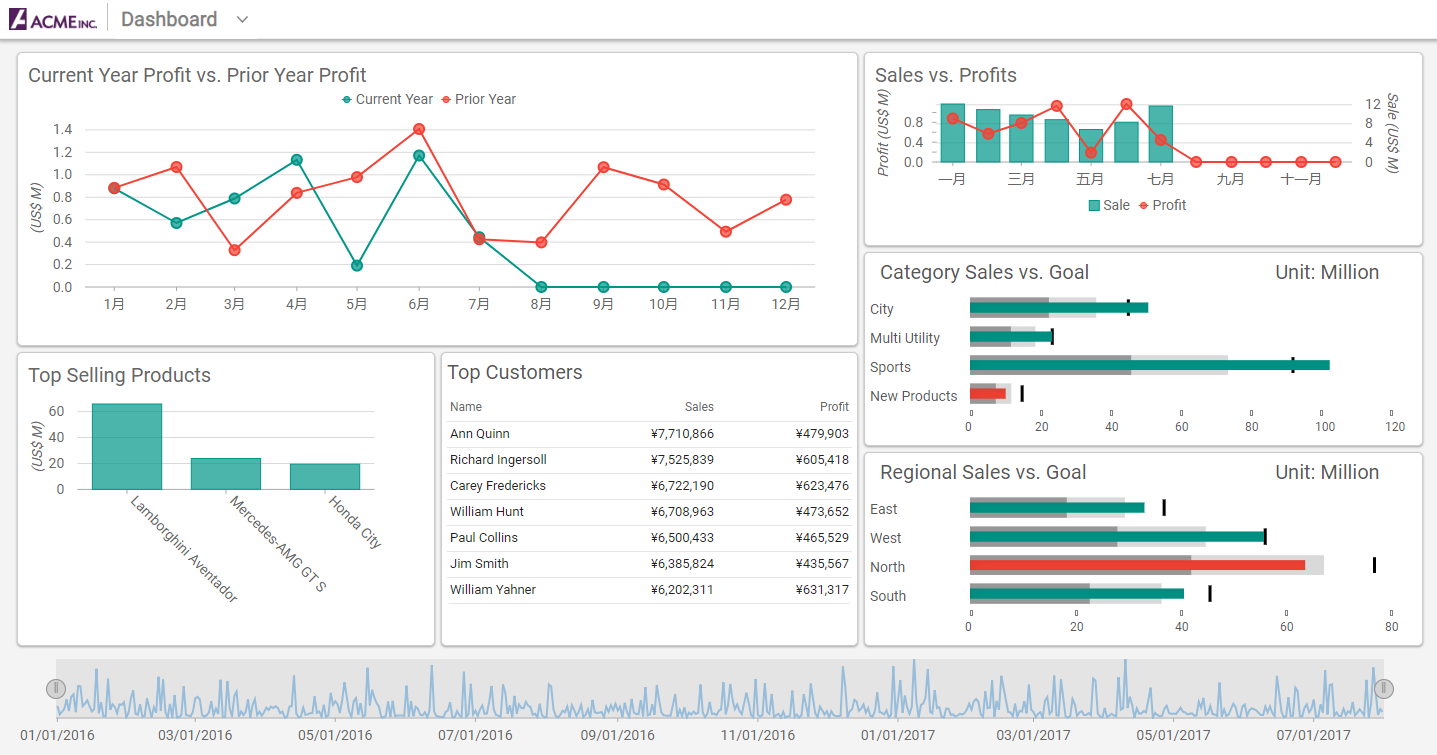 ACME INC. Dashboard
Current Year Profit vs. Prior Year Profit
Current Year Prior Year
1.4
1.2
1.0
0.8
0.6
0.4
0.2
0.0
(US$ M)
1月 2月 3月 4月 5月 6月 7月 8月 9月 10月 11月 12月
Sales vs. Profits
Profit (US$ M)
0.8
0.4
0.0
12
8
4
0
Sale (US$ M)
一月 三月 五月 七月 九月 十一月
Sale Profit
Category Sales vs. Goal Unit: Million
City
Multi Utility
Sports
New Products
0 20 40 60 80 100 120
Top Selling Products
(US$ M)
60
40
20
0
Lamborghini Aventador
Mercedes-AMG GT S
Honda City
Top Customers
Name Sales Profit
Ann Quinn ¥7,710,866 ¥479,903
Richard Ingersoll ¥7,525,839 ¥605,418
Carey Fredericks ¥6,722,190 ¥623,476
William Hunt ¥6,708,963 ¥473,652
Paul Collins ¥6,500,433 ¥465,529
Jim Smith ¥6,385,824 ¥435,567
William Yahner ¥6,202,311 ¥631,317
Regional Sales vs. Goal Unit: Million
East
West
North
South
0 20 40 60 80
01/01/2016 03/01/2016 05/01/2016 07/01/2016 09/01/2016 11/01/2016 01/01/2017 03/01/2017 05/01/2017 07/01/2017